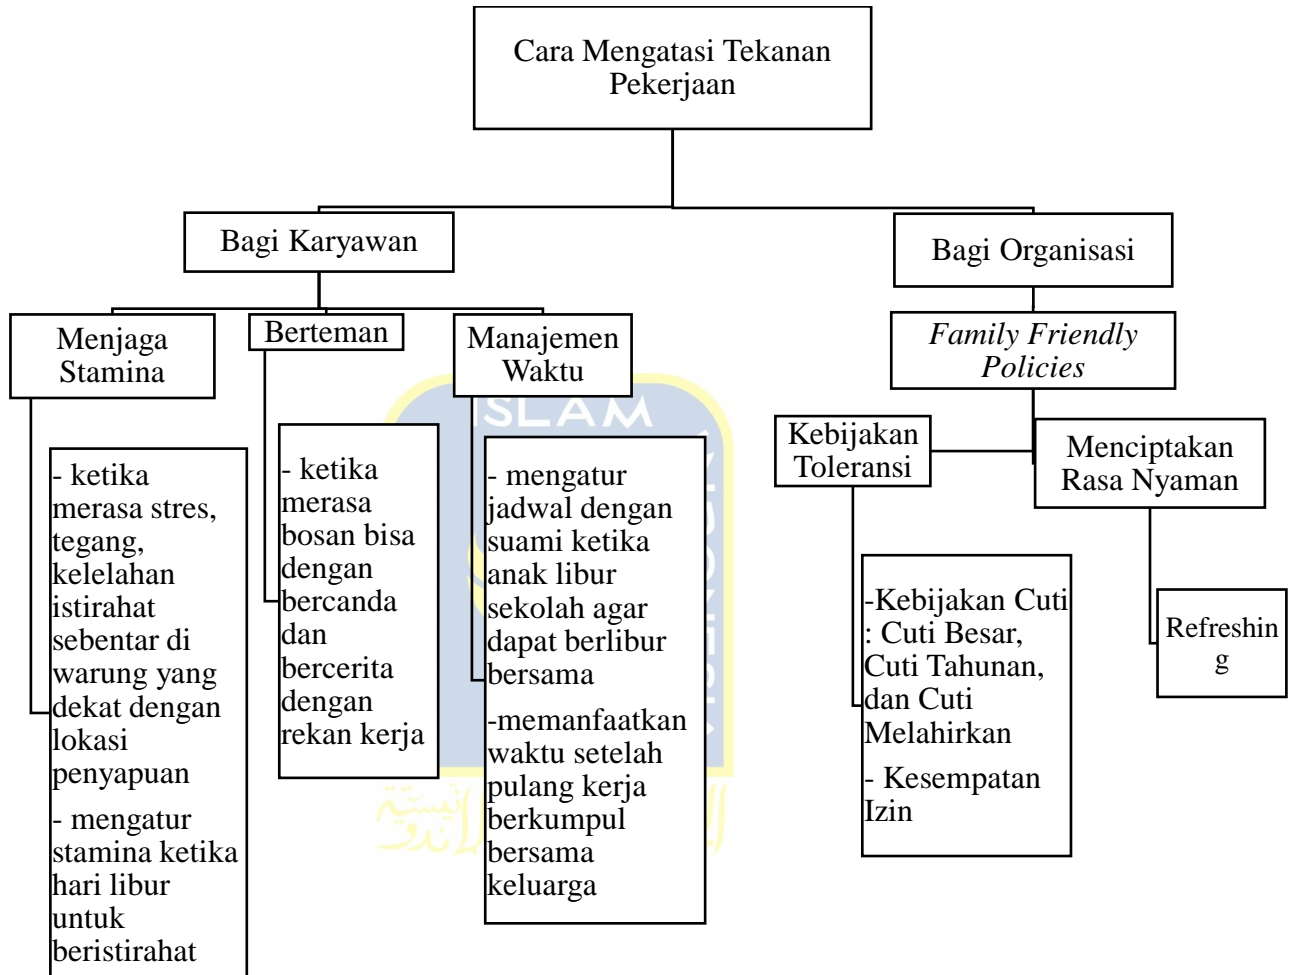 Cara Mengatasi Tekanan
Pekerjaan
Bagi Karyawan
Bagi Organisasi
Menjaga
Stamina
Berteman
Manajemen
Waktu
Family Friendly
Policies
Kebijakan
Toleransi
Menciptakan
Rasa Nyaman
- ketika
merasa stres,
tegang,
kelelahan
istirahat
sebentar di
warung yang
dekat dengan
lokasi
penyapuan
- mengatur
stamina ketika
hari libur
untuk
beristirahat
- ketika
merasa
bosan bisa
dengan
bercanda
dan
bercerita
dengan
rekan kerja
- mengatur
jadwal dengan
suami ketika
anak libur
sekolah agar
dapat berlibur
bersama
-memanfaatkan
waktu setelah
pulang kerja
berkumpul
bersama
keluarga
-Kebijakan Cuti
: Cuti Besar,
Cuti Tahunan,
dan Cuti
Melahirkan
- Kesempatan
Izin
Refreshin
g
ISLAM